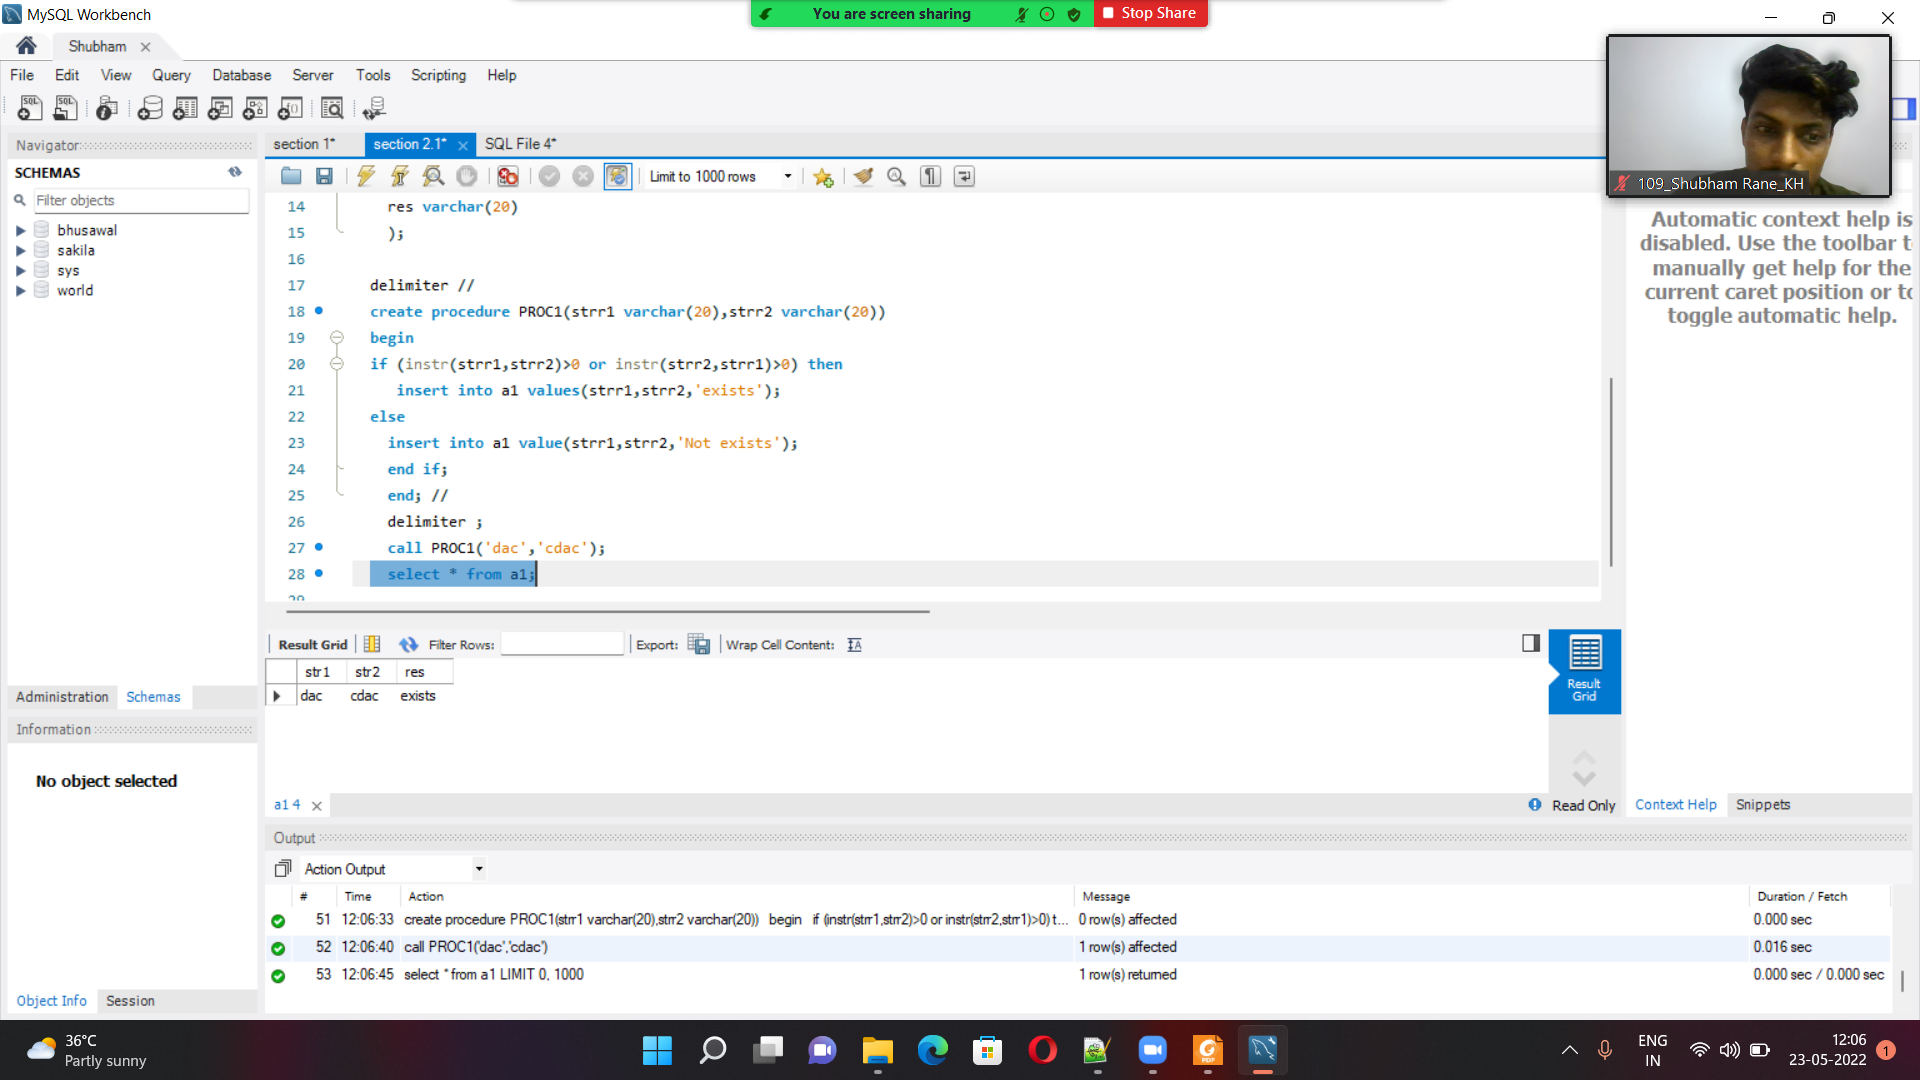 MySQL Workbench
You are screen sharing
Stop Share
Shubham
File Edit View Query Database Server Tools Scripting Help
109_Shubham Rane_KH
Navigator
SCHEMAS
Filter objects
bhusawal
sakila
sys
world
section 1*
section 2.1*
SQL File 4*
Limit to 1000 rows
14 res varchar(20)
15 );
16
17 delimiter //
18 create procedure PROC1(strr1 varchar(20),strr2 varchar(20))
19 begin
20 if (instr(strr1,strr2)>0 or instr(strr2,strr1)>0) then
21 insert into a1 values(strr1,strr2,'exists');
22 else
23 insert into a1 value(strr1,strr2,'Not exists');
24 end if;
25 end; //
26 delimiter ;
27 call PROC1('dac','cdac');
28 select * from a1;
29
Automatic context help is
disabled. Use the toolbar t
manually get help for the
current caret position or to
toggle automatic help.
Result Grid
Filter Rows:
Export:
Wrap Cell Content:
str1 str2 res
dac cdac exists
Result
Grid
a1 4
Read Only
Context Help
Snippets
Administration
Schemas
Information
No object selected
Object Info
Session
Output
Action Output
# Time Action Message Duration / Fetch
51 12:06:33 create procedure PROC1(strr1 varchar(20),strr2 varchar(20)) begin if (instr(strr1,strr2)>0 or instr(strr2,strr1)>0) t... 0 row(s) affected 0.000 sec
52 12:06:40 call PROC1('dac','cdac') 1 row(s) affected 0.016 sec
53 12:06:45 select * from a1 LIMIT 0, 1000 1 row(s) returned 0.000 sec / 0.000 sec
36°C
Partly sunny
ENG
IN
12:06
23-05-2022
1